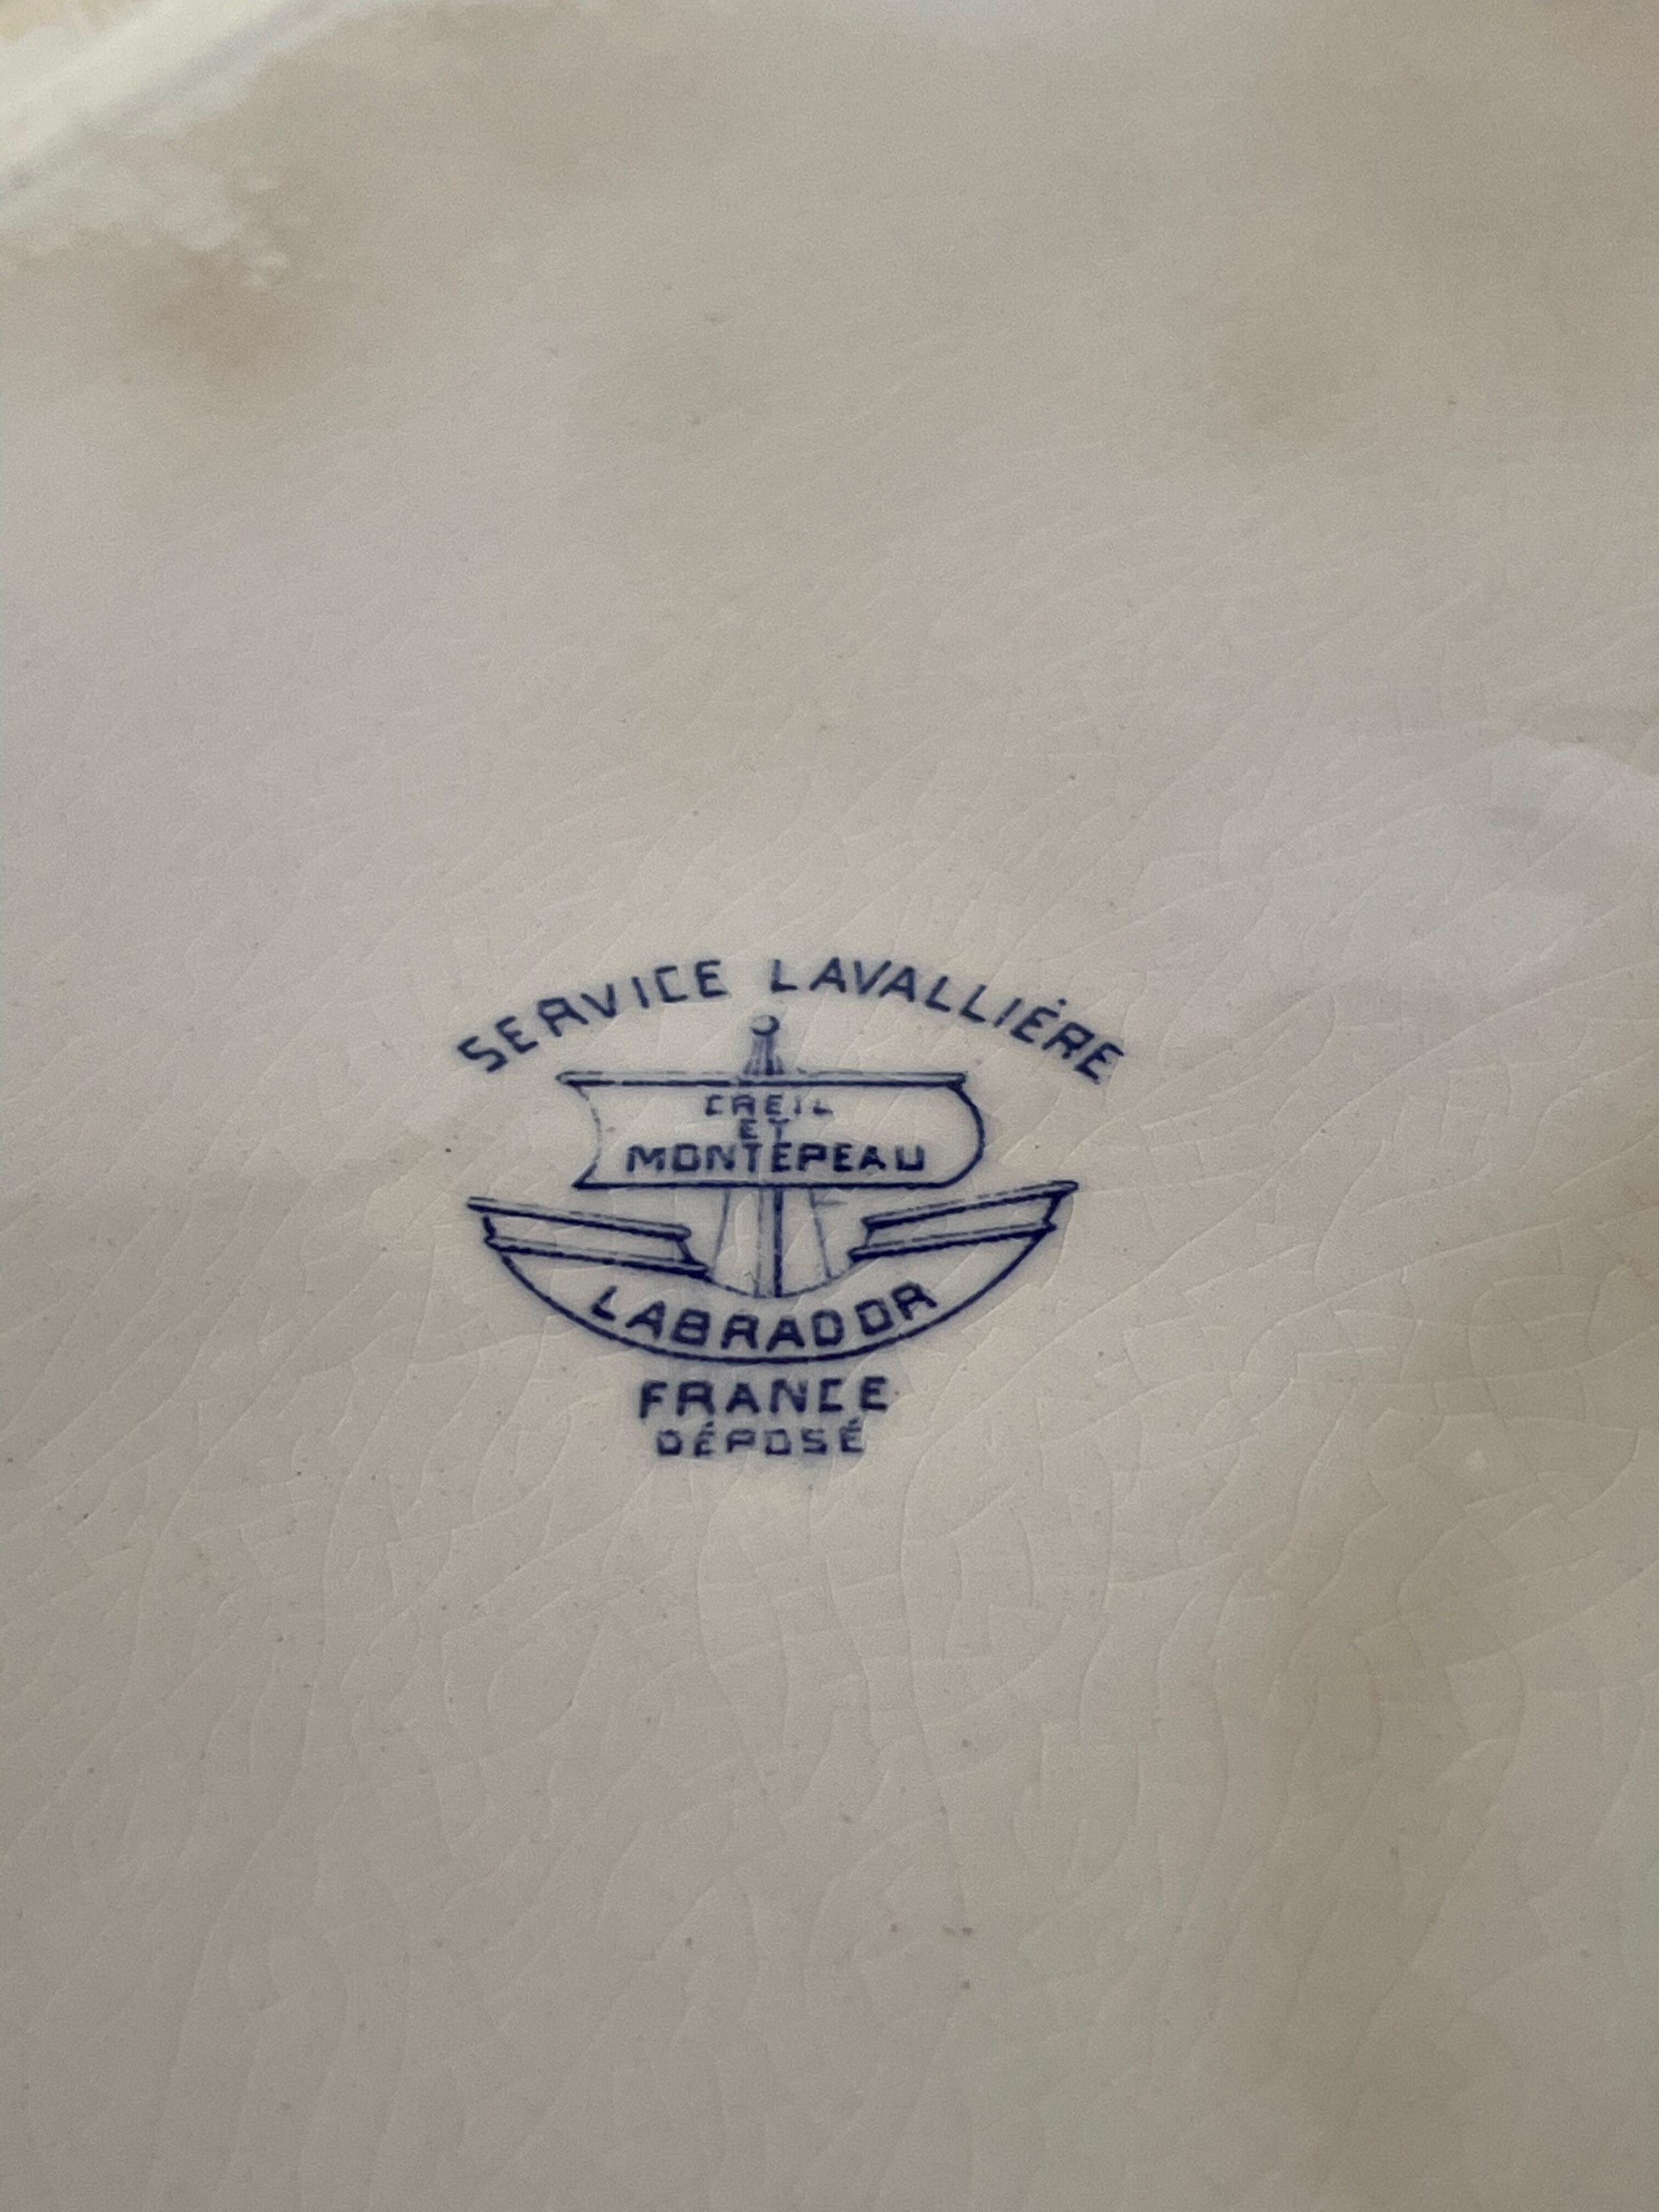 SERVICE LAVALLIÈRE
CREIL
ET
MONTEREAU
LABRADOR
FRANCE
DÉPOSÉ